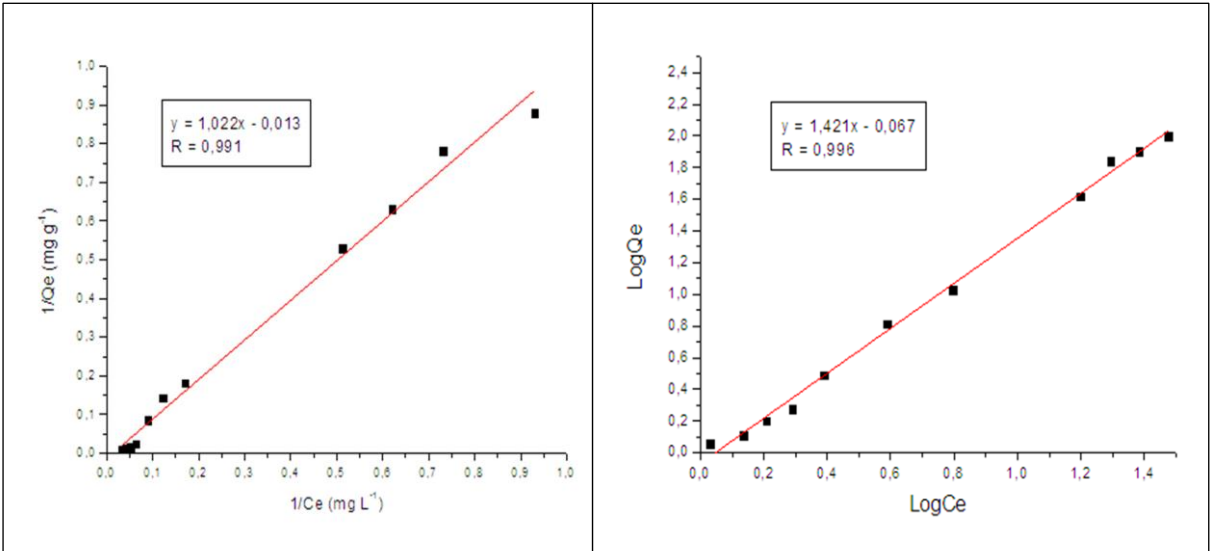 1,0
0,9
0,8
0,7
0,6
0,5
0,4
0,3
0,2
0,1
0,0
1/Qe (mg g⁻¹)
y = 1,022x - 0,013
R = 0,991
0,0 0,1 0,2 0,3 0,4 0,5 0,6 0,7 0,8 0,9 1,0
1/Ce (mg L⁻¹)
2,4
2,2
2,0
1,8
1,6
1,4
1,2
1,0
0,8
0,6
0,4
0,2
0,0
LogQe
y = 1,421x - 0,067
R = 0,996
0,0 0,2 0,4 0,6 0,8 1,0 1,2 1,4
LogCe